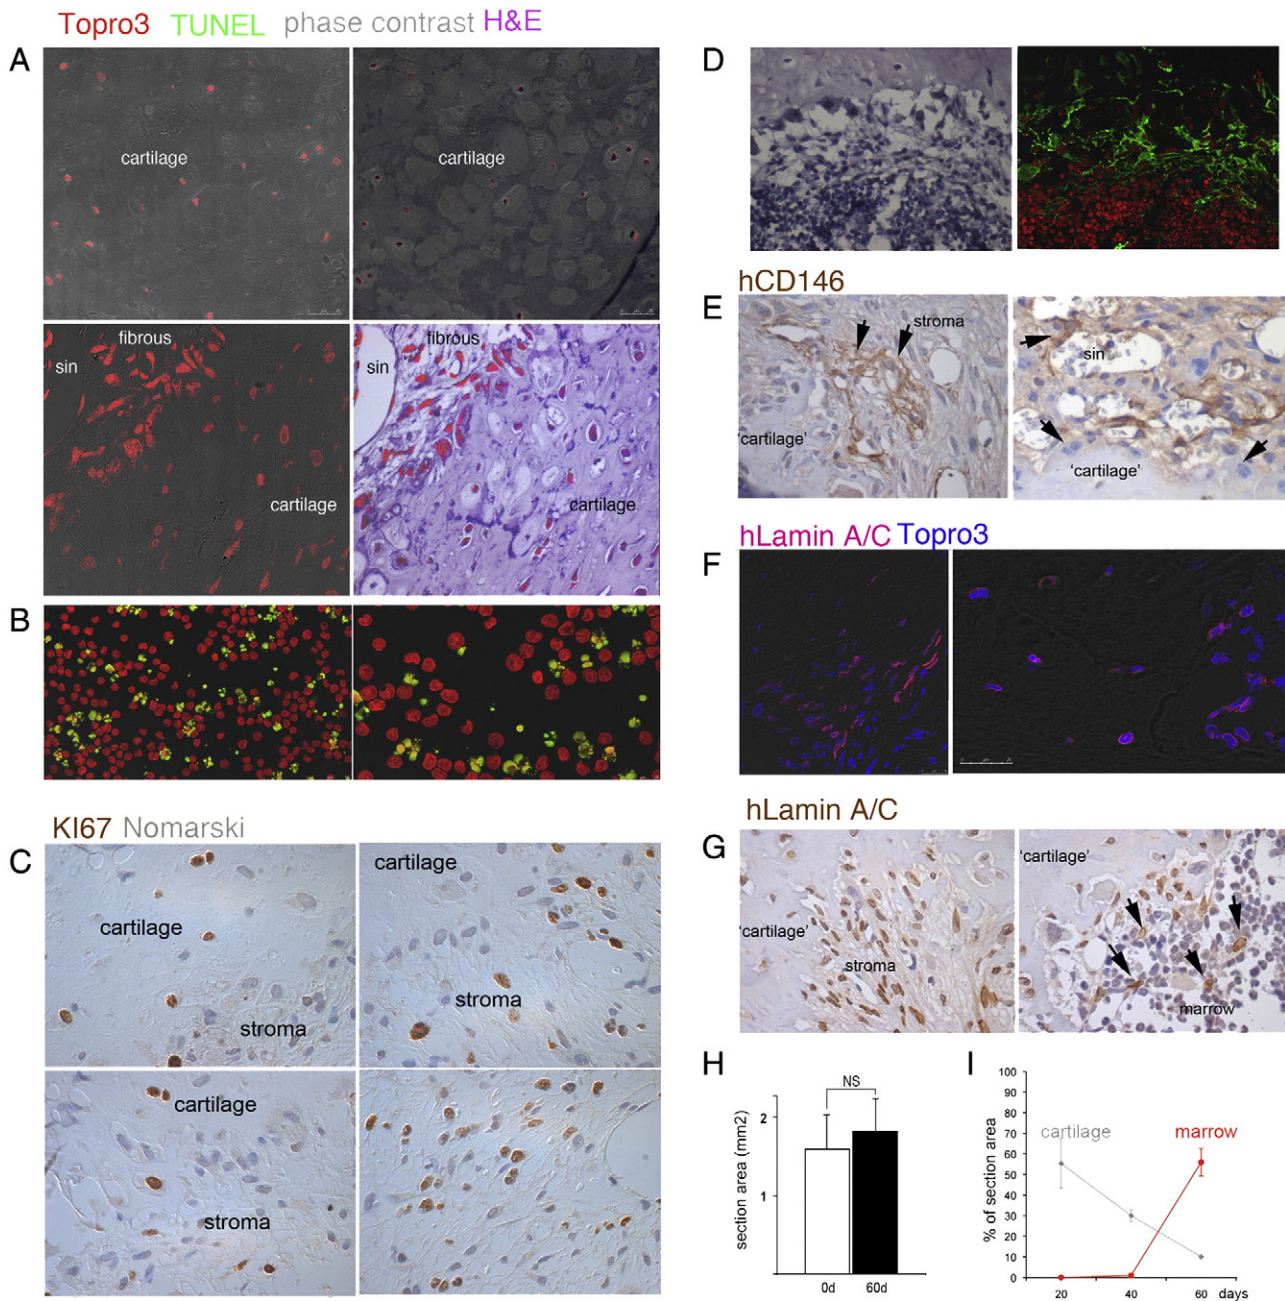 Topro3 TUNEL phase contrast H&E
A
cartilage
cartilage
fibrous
sin
cartilage
fibrous
sin
cartilage
B
KI67 Nomarski
C
cartilage
stroma
cartilage
stroma
cartilage
stroma
D
hCD146
E
stroma
'cartilage'
sin
'cartilage'
hLamin A/C Topro3
F
hLamin A/C
G
'cartilage'
stroma
'cartilage'
marrow
H
NS
section area (mm2)
2
1
0d
60d
I
% of section area
100
90
80
70
60
50
40
30
20
10
0
cartilage
marrow
20
40
60
days